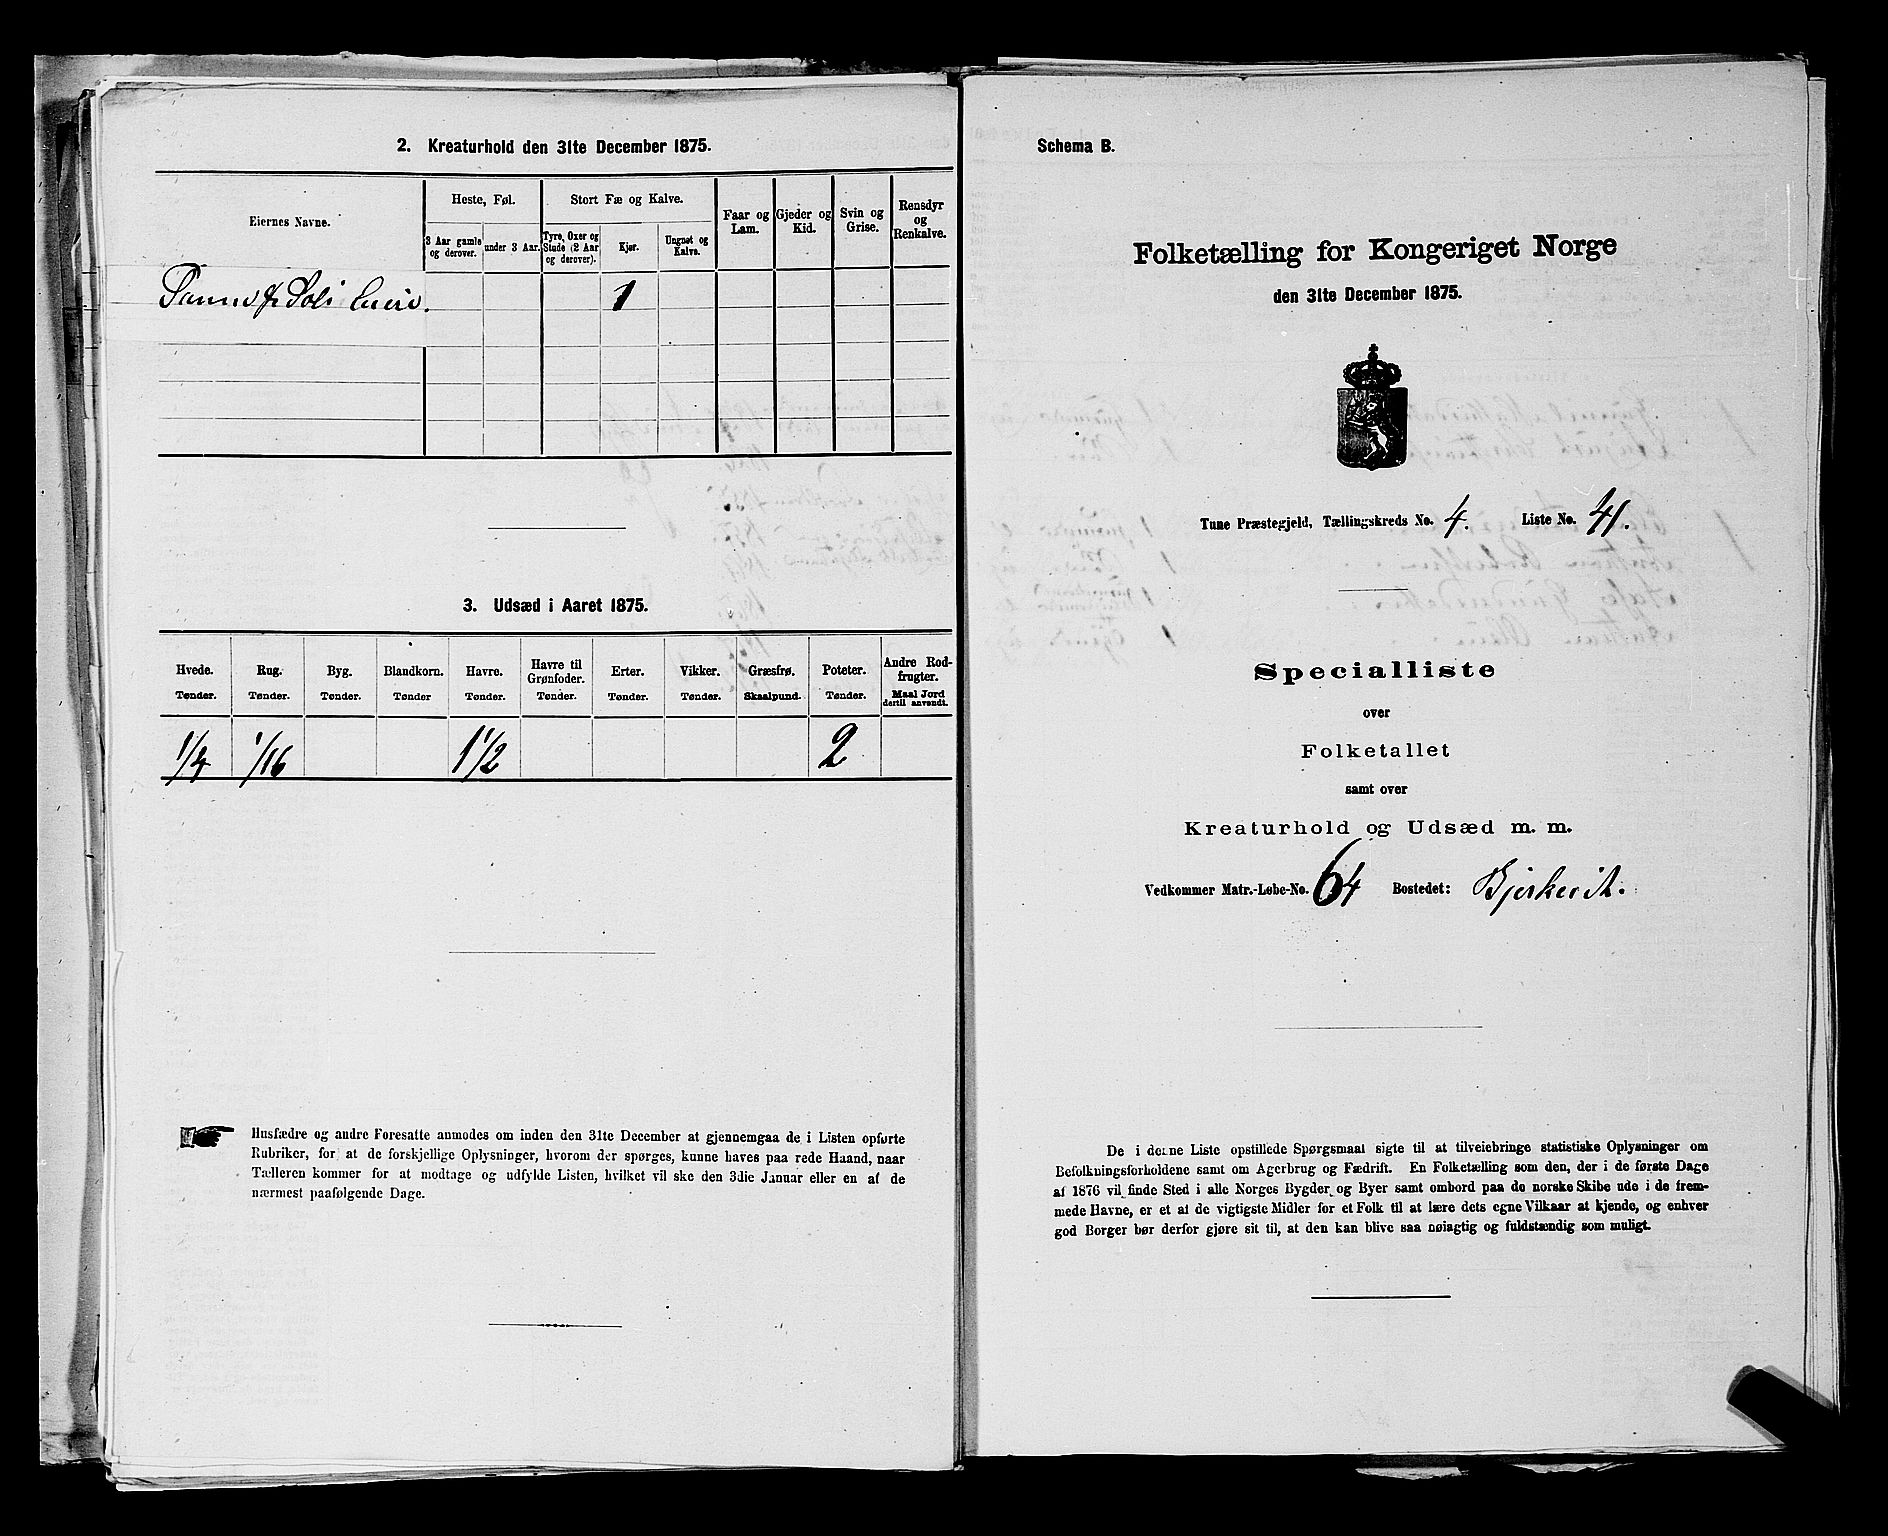 2. Kreaturhold den 31te December 1875.
Eiernes Navne.
Heste, Føl.
Stort Fæ og Kalve.
Faar og Lam.
Gjeder og Kid.
Svin og Grise.
Rensdyr og Renkalve.
3 Aar gamle og derover.
under 3 Aar.
Tyre, Oxer og Stude (2 Aar og derover).
Kjør.
Ungnøt og Kalve.
1
3. Udsæd i Aaret 1875.
Hvede. Rug. Byg. Blandkorn. Havre. Havre til Grønfoder. Erter. Vikker. Græsfrø. Poteter. Andre Rodfrugter.
Tønder. Tønder. Tønder. Tønder Tønder. Tønder. Tønder. Tønder. Skaalpund. Tønder. Maal Jord dertil anvendt.
1/4 1/16 1 1/2 2
Husfædre og andre Foresatte anmodes om inden den 31te December at gjennemgaa de i Listen opførte
Rubriker, for at de forskjellige Oplysninger, hvorom der spørges, kunne haves paa rede Haand, naar
Tælleren kommer for at modtage og udfylde Listen, hvilket vil ske den 3die Januar eller en af de
nærmest paafølgende Dage.
Schema B.
Folketælling for Kongeriget Norge
den 31te December 1875.
Tune Præstegjeld, Tællingskreds No. 4. Liste No. 41.
Specialliste
over
Folketallet
samt over
Kreaturhold og Udsæd m. m.
Vedkommer Matr.-Løbe-No. 64 Bostedet: Bjerkevit.
De i denne Liste opstillede Spørgsmaal sigte til at tilveiebringe statistiske Oplysninger om
Befolkningsforholdene samt om Agerbrug og Fædrift. En Folketælling som den, der i de første Dage
af 1876 vil finde Sted i alle Norges Bygder og Byer samt ombord paa de norske Skibe ude i de frem-
mede Havne, er et af de vigtigste Midler for et Folk til at lære dets egne Vilkaar at kjende, og enhver
god Borger bør derfor gjøre sit til, at den kan blive saa nøiagtig og fuldstændig som muligt.